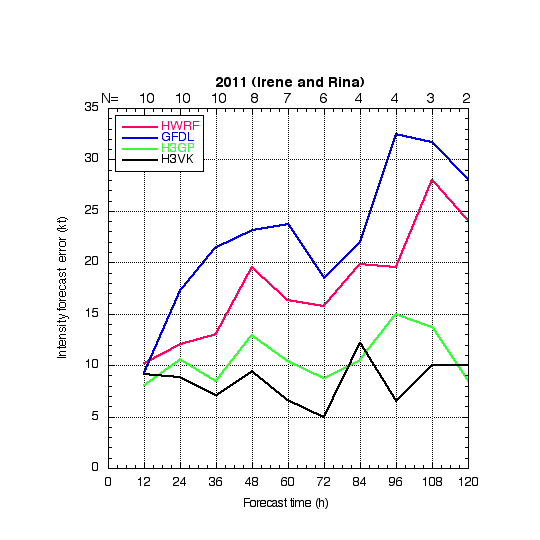 2011 (Irene and Rina)
N= 10 10 10 8 7 6 4 4 3 2
35
HWRF
GFDL
H3GP
H3VK
30
25
20
15
10
5
0
Intensity forecast error (kt)
0 12 24 36 48 60 72 84 96 108 120
Forecast time (h)